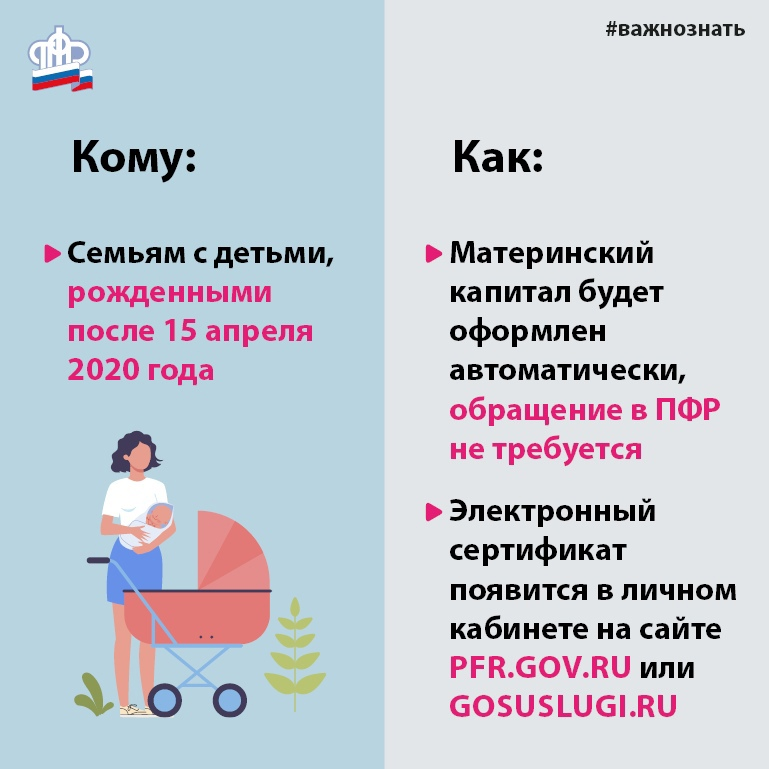 #важнознать
Кому:
Семьям с детьми,
рожденными
после 15 апреля
2020 года
Как:
Материнский
капитал будет
оформлен
автоматически,
обращение в ПФР
не требуется
Электронный
сертификат
появится в личном
кабинете на сайте
PFR.GOV.RU или
GOSUSLUGI.RU